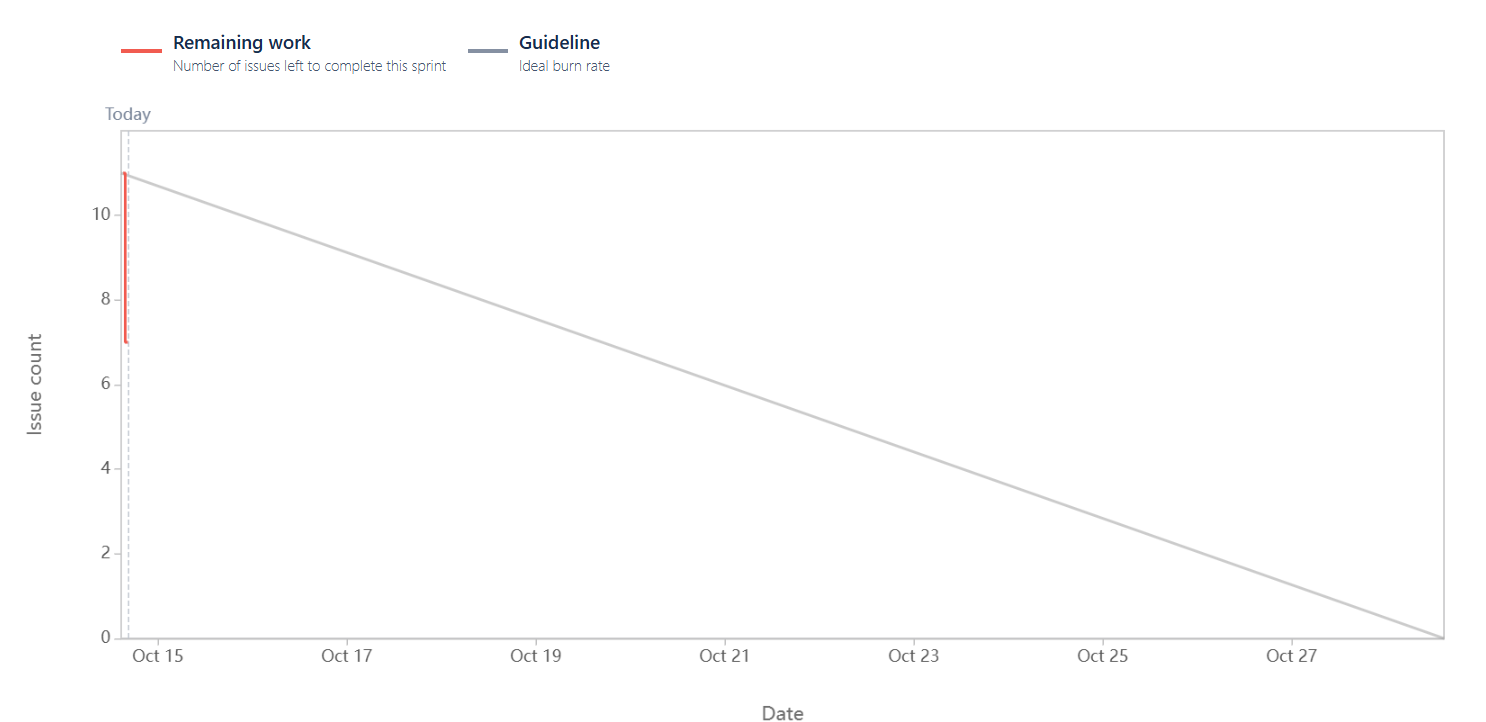 Remaining work
Number of issues left to complete this sprint
Guideline
Ideal burn rate
Today
10
8
6
4
2
0
Issue count
Oct 15
Oct 17
Oct 19
Oct 21
Oct 23
Oct 25
Oct 27
Date